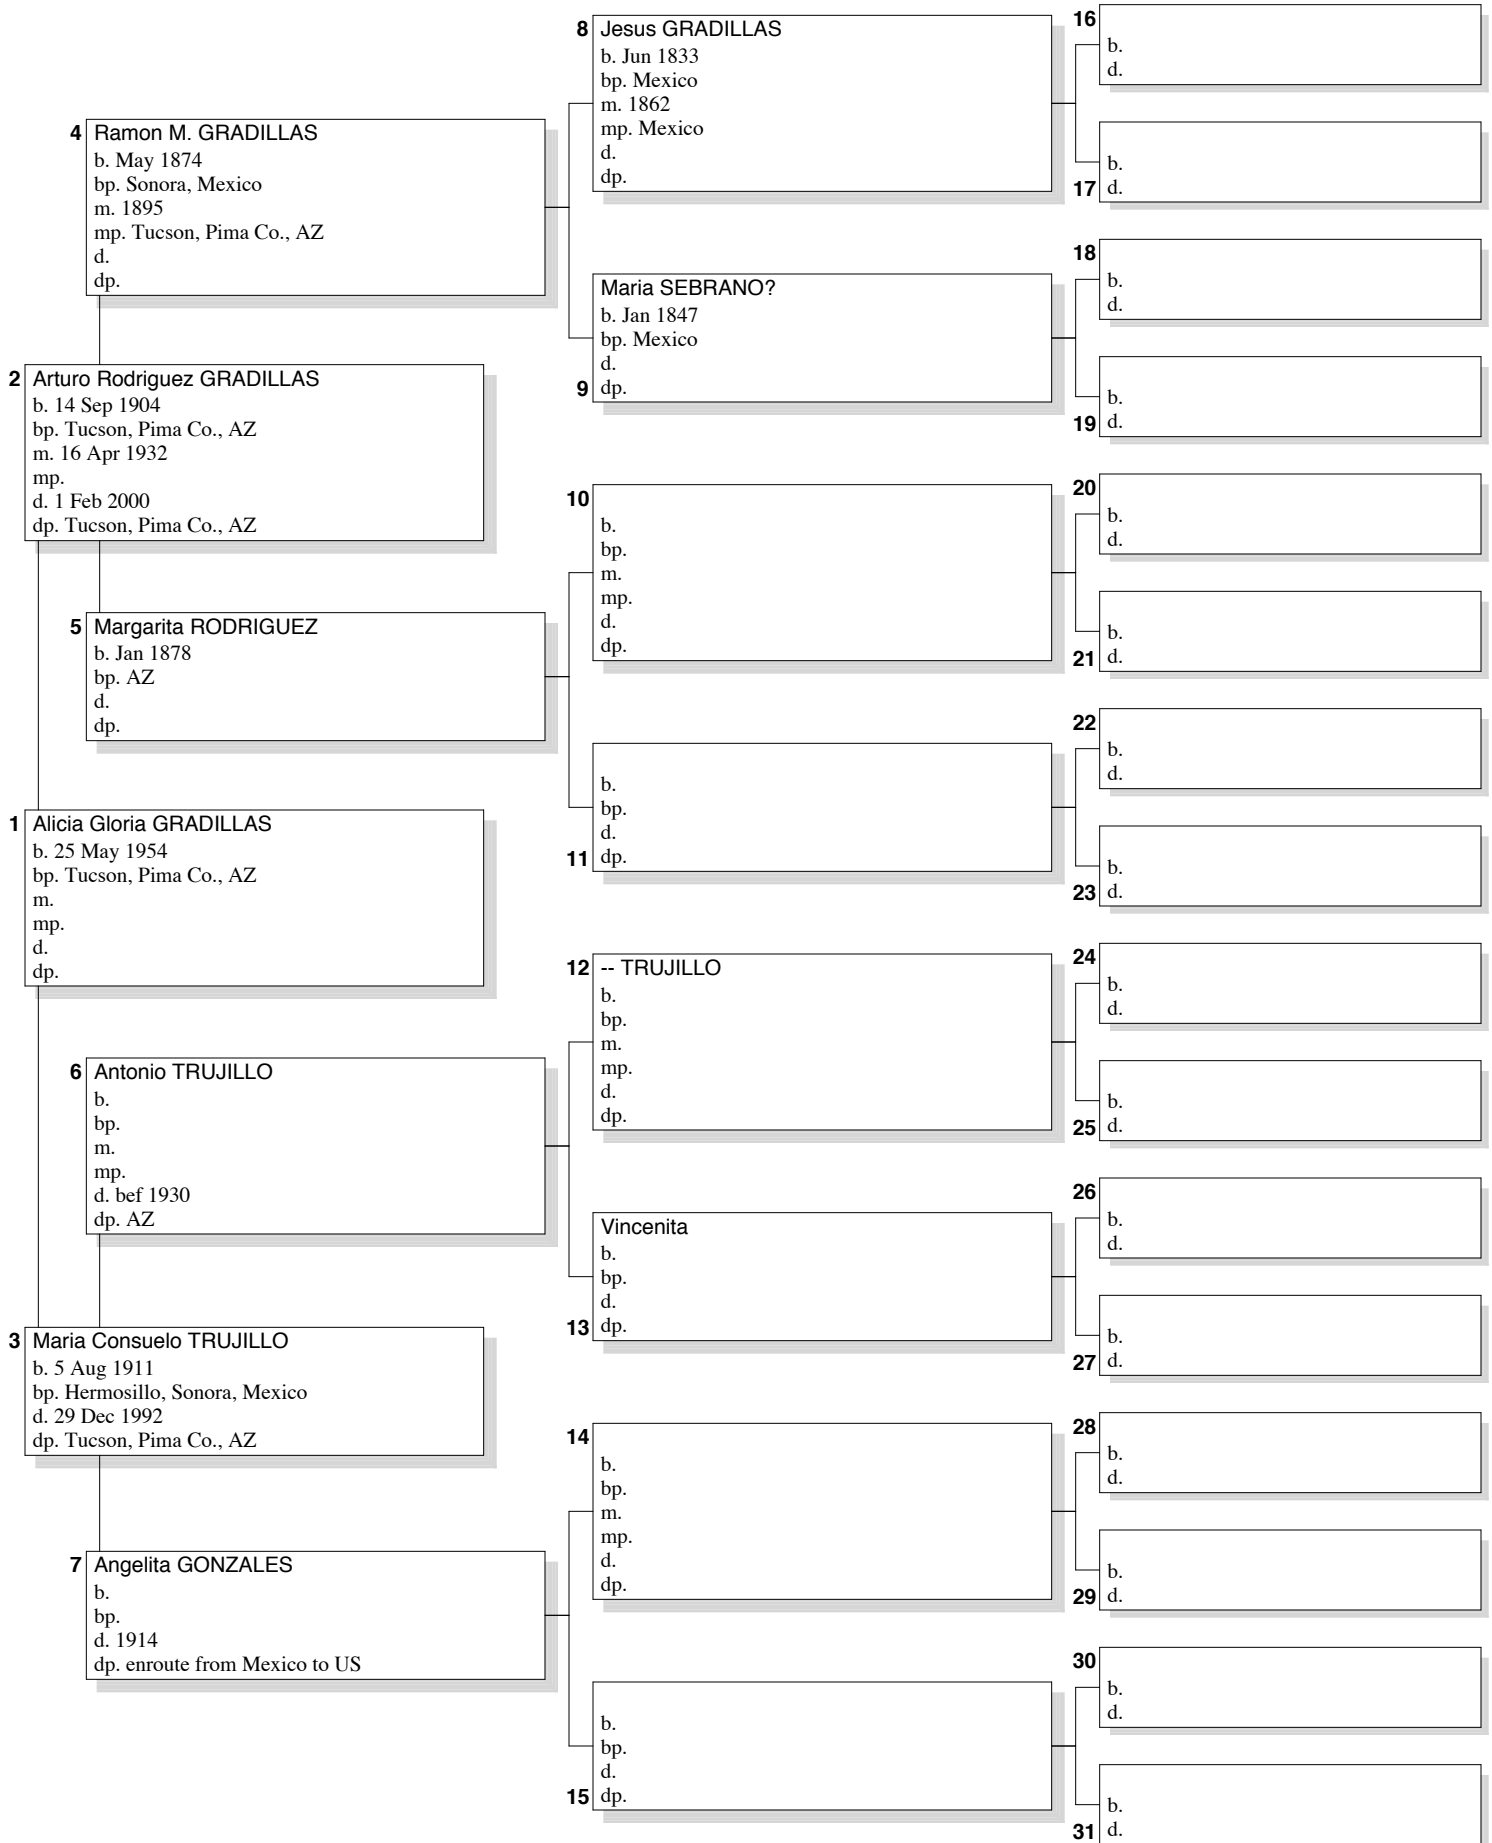 8 Jesus GRADILLAS
b. Jun 1833
bp. Mexico
m. 1862
mp. Mexico
d.
dp.
16
b.
d.
b.
17 d.
4 Ramon M. GRADILLAS
b. May 1874
bp. Sonora, Mexico
m. 1895
mp. Tucson, Pima Co., AZ
d.
dp.
Maria SEBRANO?
b. Jan 1847
bp. Mexico
d.
9 dp.
18
b.
d.
b.
19 d.
2 Arturo Rodriguez GRADILLAS
b. 14 Sep 1904
bp. Tucson, Pima Co., AZ
m. 16 Apr 1932
mp.
d. 1 Feb 2000
dp. Tucson, Pima Co., AZ
10
b.
bp.
m.
mp.
d.
dp.
20
b.
d.
b.
21 d.
5 Margarita RODRIGUEZ
b. Jan 1878
bp. AZ
d.
dp.
b.
bp.
d.
11 dp.
22
b.
d.
b.
23 d.
1 Alicia Gloria GRADILLAS
b. 25 May 1954
bp. Tucson, Pima Co., AZ
m.
mp.
d.
dp.
12 -- TRUJILLO
b.
bp.
m.
mp.
d.
dp.
24
b.
d.
b.
25 d.
6 Antonio TRUJILLO
b.
bp.
m.
mp.
d. bef 1930
dp. AZ
Vincenita
b.
bp.
d.
13 dp.
26
b.
d.
b.
27 d.
3 Maria Consuelo TRUJILLO
b. 5 Aug 1911
bp. Hermosillo, Sonora, Mexico
d. 29 Dec 1992
dp. Tucson, Pima Co., AZ
14
b.
bp.
m.
mp.
d.
dp.
28
b.
d.
b.
29 d.
7 Angelita GONZALES
b.
bp.
d. 1914
dp. enroute from Mexico to US
b.
bp.
d.
15 dp.
30
b.
d.
b.
31 d.